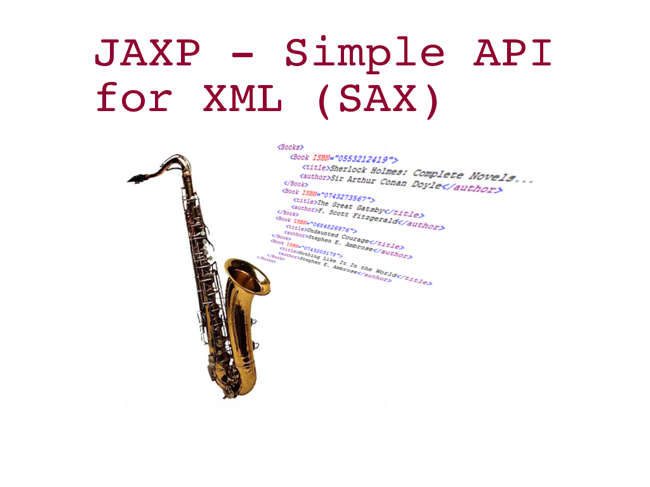 JAXP – Simple API
for XML (SAX)
<Books>
<Book ISBN="0553212419">
<title>Sherlock Holmes: Complete Novels...
<author>Sir Arthur Conan Doyle</author>
</Book>
<Book ISBN="0743273567">
<title>The Great Gatsby</title>
<author>F. Scott Fitzgerald</author>
</Book>
<Book ISBN="0684826976">
<title>Undaunted Courage</title>
<author>Stephen E. Ambrose</author>
</Book>
<Book ISBN="0743203178">
<title>Nothing Like It In the World</title>
<author>Stephen E. Ambrose</author>
</Book>
</Books>